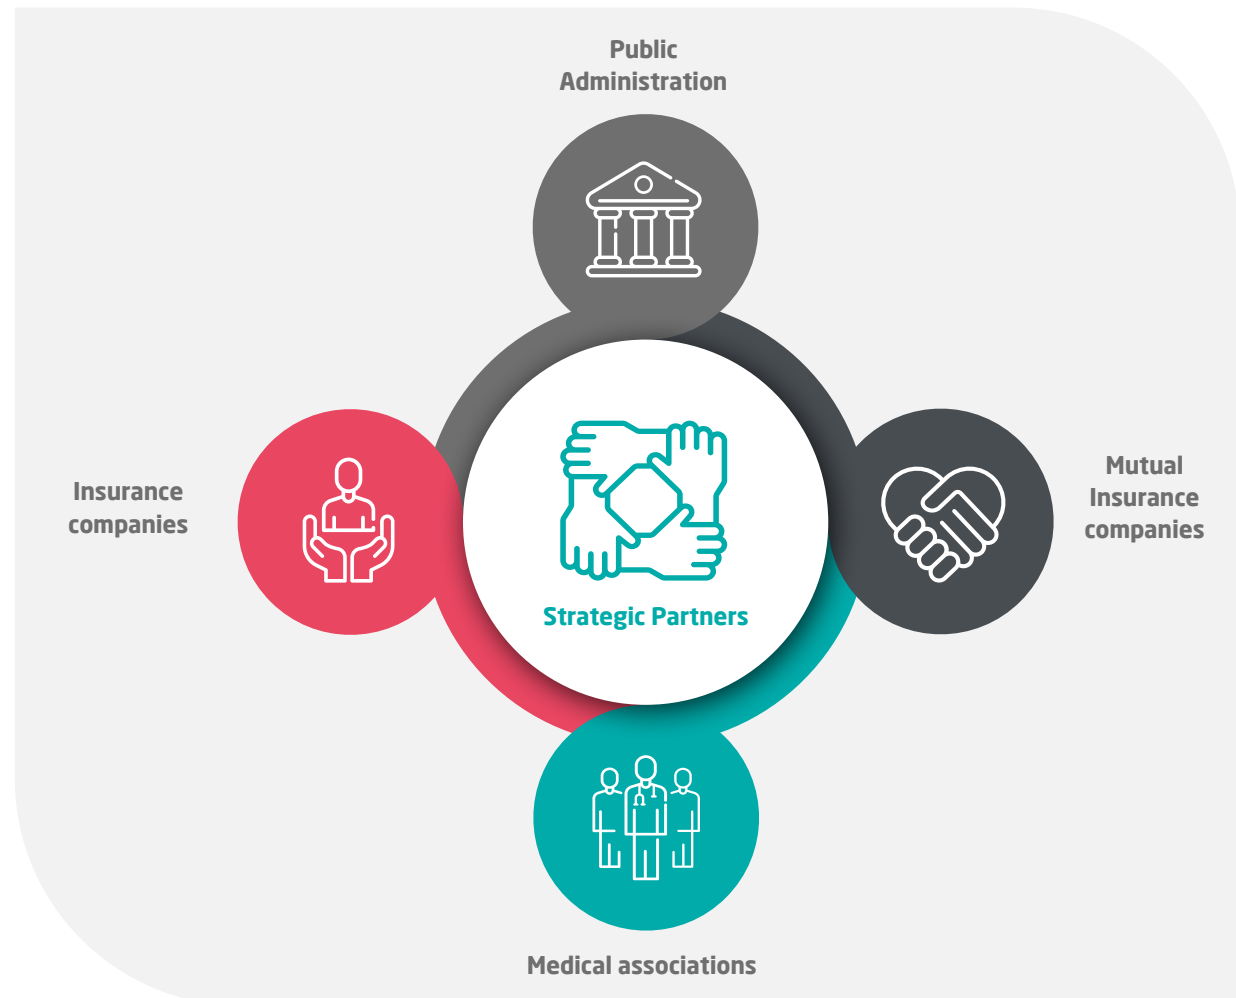 Public
Administration
Insurance
companies
Mutual
Insurance
companies
Strategic Partners
Medical associations